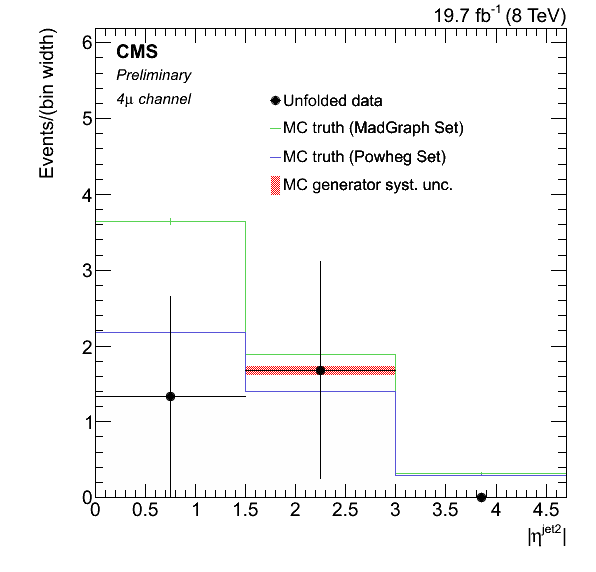 19.7 fb⁻¹ (8 TeV)
CMS
Preliminary
4μ channel
Unfolded data
MC truth (MadGraph Set)
MC truth (Powheg Set)
MC generator syst. unc.
Events/(bin width)
6
5
4
3
2
1
0
0 0.5 1 1.5 2 2.5 3 3.5 4 4.5
|η^jet2|